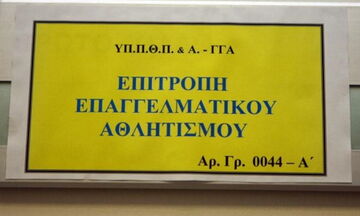 ΥΠ.Π.Π.Θ.Π. & Α. - ΓΓΑ
ΕΠΙΤΡΟΠΗ
ΕΠΑΓΓΕΛΜΑΤΙΚΟΥ
ΑΘΛΗΤΙΣΜΟΥ
Αρ. Γρ. 0044 – Α΄